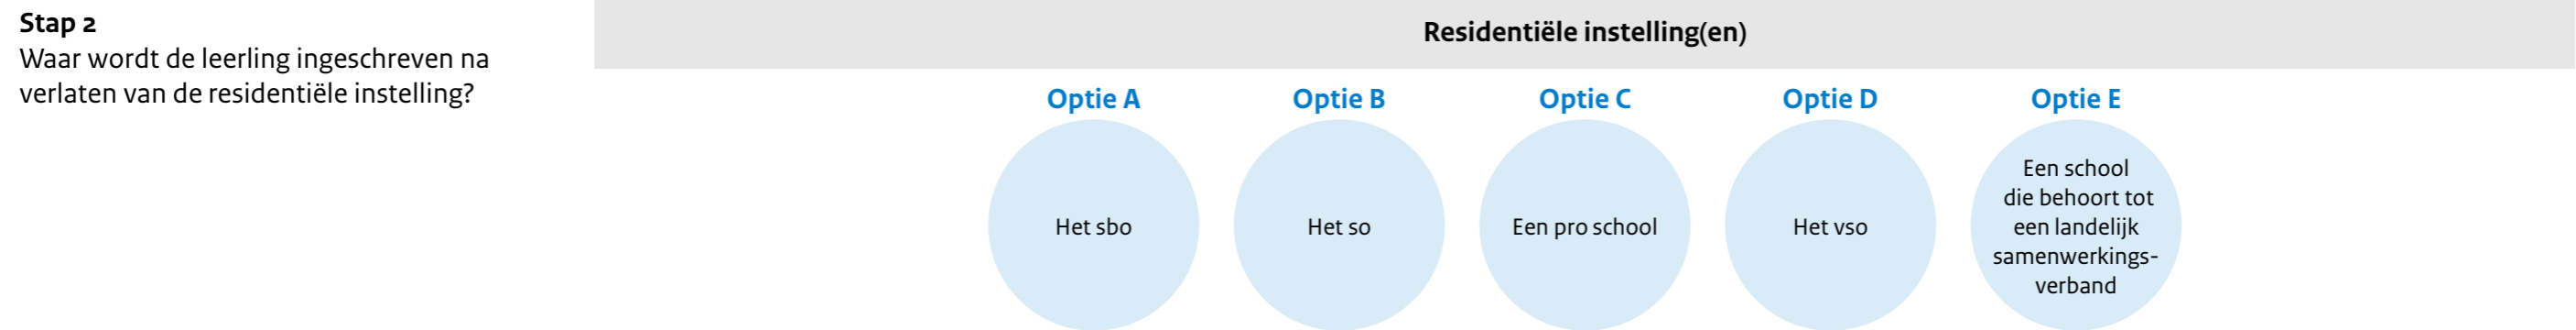 Stap 2
Waar wordt de leerling ingeschreven na
verlaten van de residentiële instelling?
Residentiële instelling(en)
Optie A
Het sbo
Optie B
Het so
Optie C
Een pro school
Optie D
Het vso
Optie E
Een school
die behoort tot
een landelijk
samenwerkings-
verband